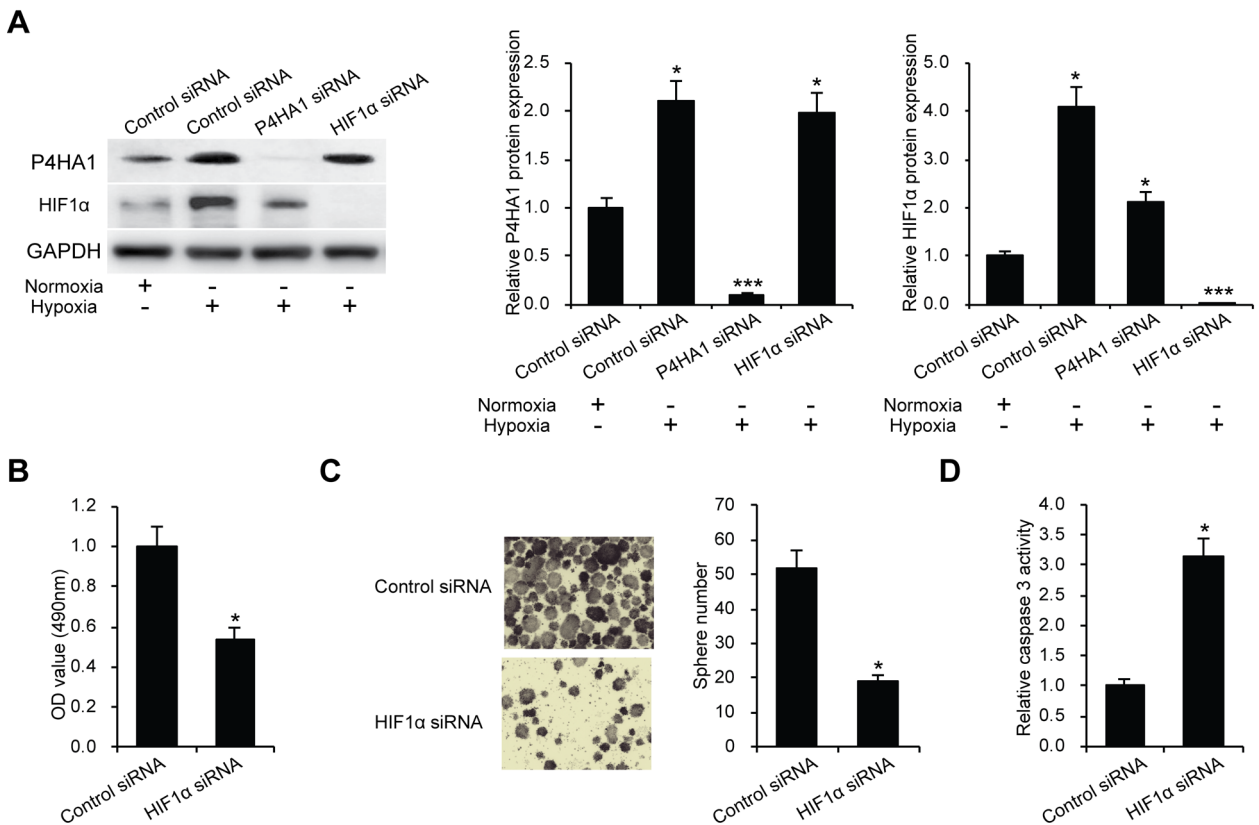 A
Control siRNA
Control siRNA
P4HA1 siRNA
HIF1α siRNA
P4HA1
HIF1α
GAPDH
Normoxia + - - -
Hypoxia - + + +
Relative P4HA1 protein expression
2.5
2.0
1.5
1.0
0.5
0.0
*
***
*
Control siRNA
Control siRNA
P4HA1 siRNA
HIF1α siRNA
Normoxia + - - -
Hypoxia - + + +
Relative HIF1α protein expression
5.0
4.0
3.0
2.0
1.0
0.0
*
*
***
Control siRNA
Control siRNA
P4HA1 siRNA
HIF1α siRNA
Normoxia + - - -
Hypoxia - + + +
B
OD value (490nm)
1.2
1.0
0.8
0.6
0.4
0.2
0.0
*
Control siRNA
HIF1α siRNA
C
Control siRNA
HIF1α siRNA
Sphere number
70
60
50
40
30
20
10
0
*
Control siRNA
HIF1α siRNA
D
Relative caspase 3 activity
4.0
3.5
3.0
2.5
2.0
1.5
1.0
0.5
0.0
*
Control siRNA
HIF1α siRNA